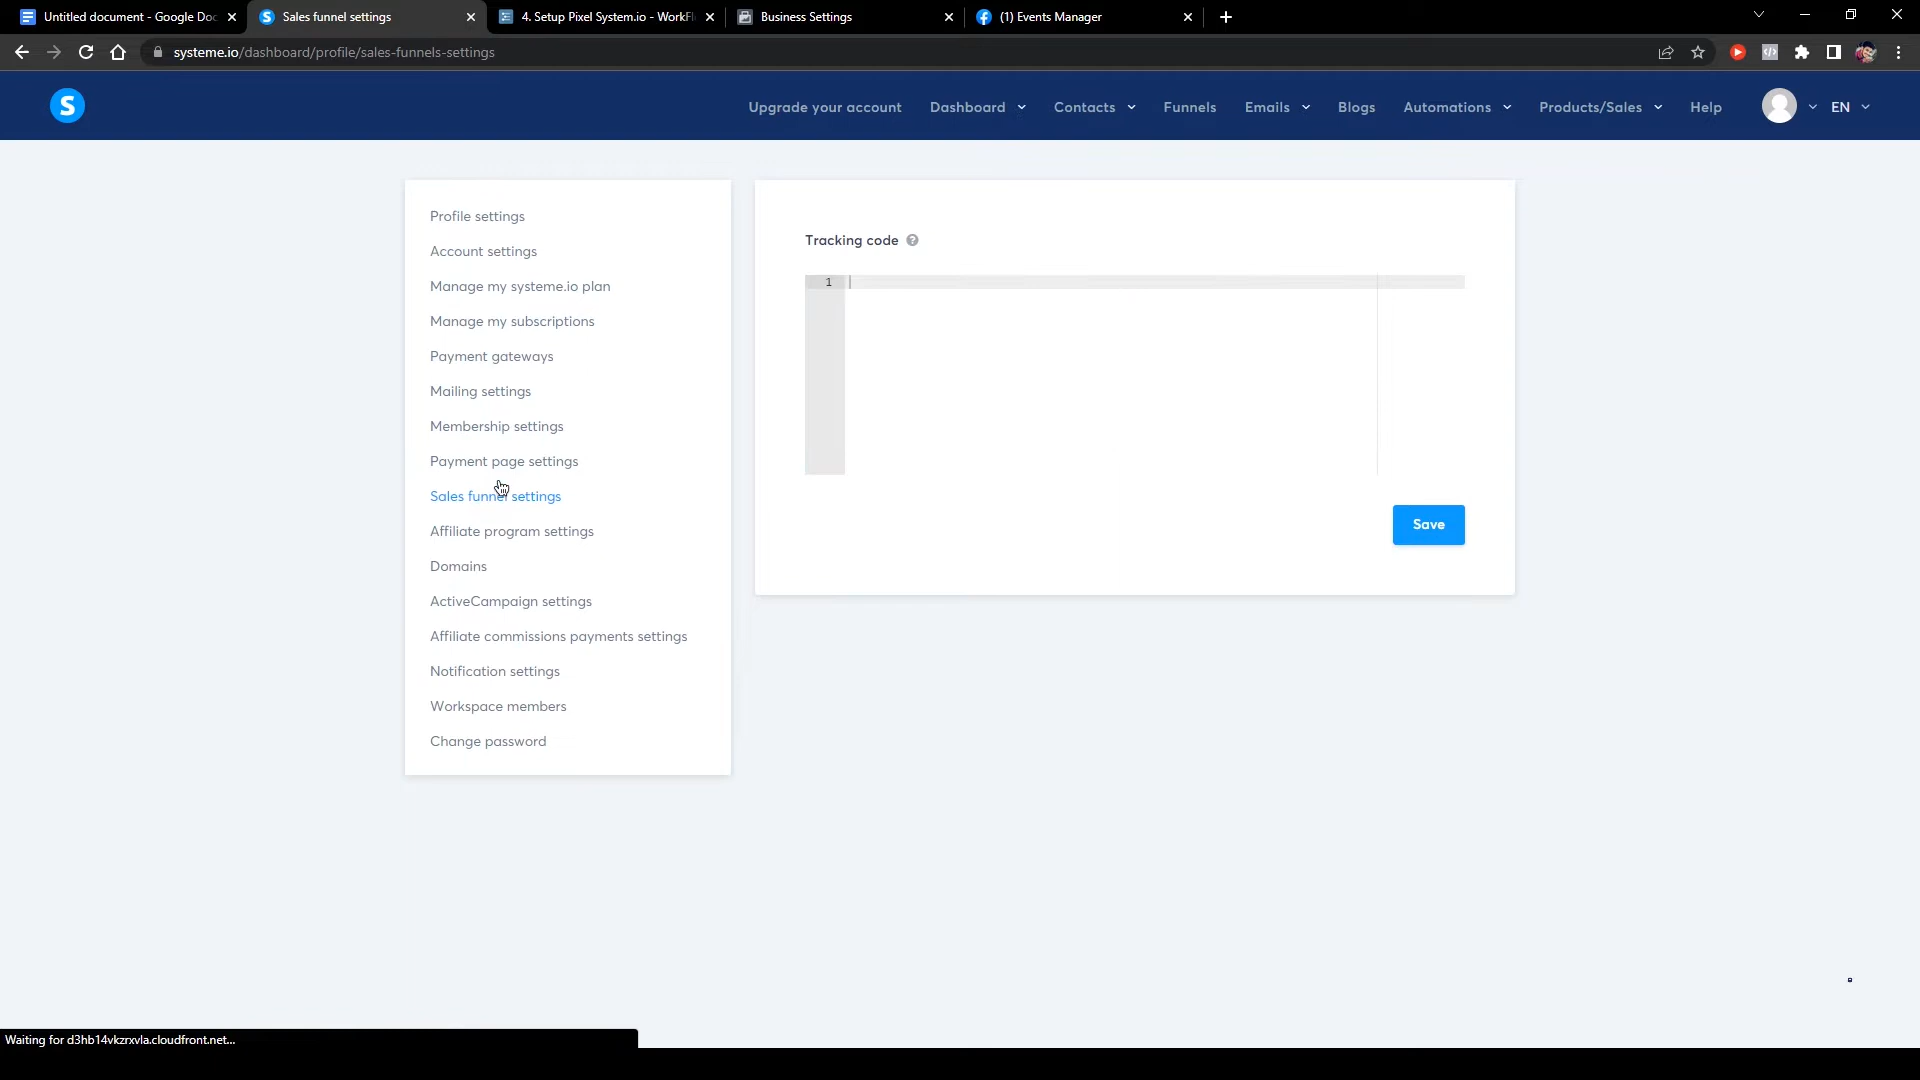 Untitled document - Google Doc
Sales funnel settings
4. Setup Pixel System.io - WorkFl
Business Settings
(1) Events Manager
systeme.io/dashboard/profile/sales-funnels-settings
S
Upgrade your account
Dashboard
Contacts
Funnels
Emails
Blogs
Automations
Products/Sales
Help
EN
Profile settings
Account settings
Manage my systeme.io plan
Manage my subscriptions
Payment gateways
Mailing settings
Membership settings
Payment page settings
Sales funnel settings
Affiliate program settings
Domains
ActiveCampaign settings
Affiliate commissions payments settings
Notification settings
Workspace members
Change password
Tracking code ?
1
Save
Waiting for d3hb14vkzrxvla.cloudfront.net...